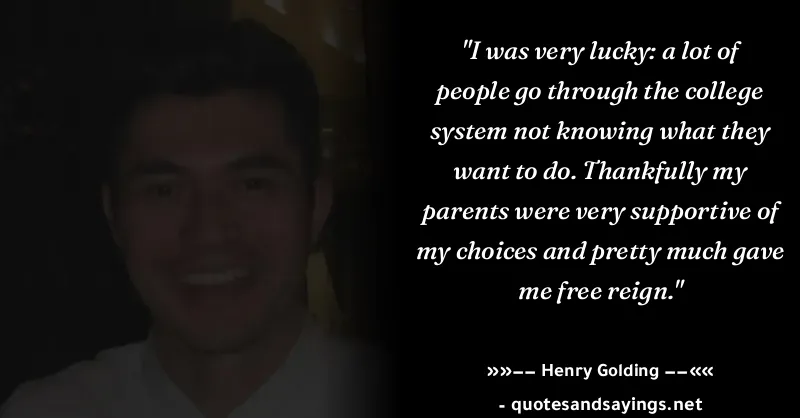 "I was very lucky: a lot of
people go through the college
system not knowing what they
want to do. Thankfully my
parents were very supportive of
my choices and pretty much gave
me free reign."
»»−− Henry Golding −−««
- quotesandsayings.net